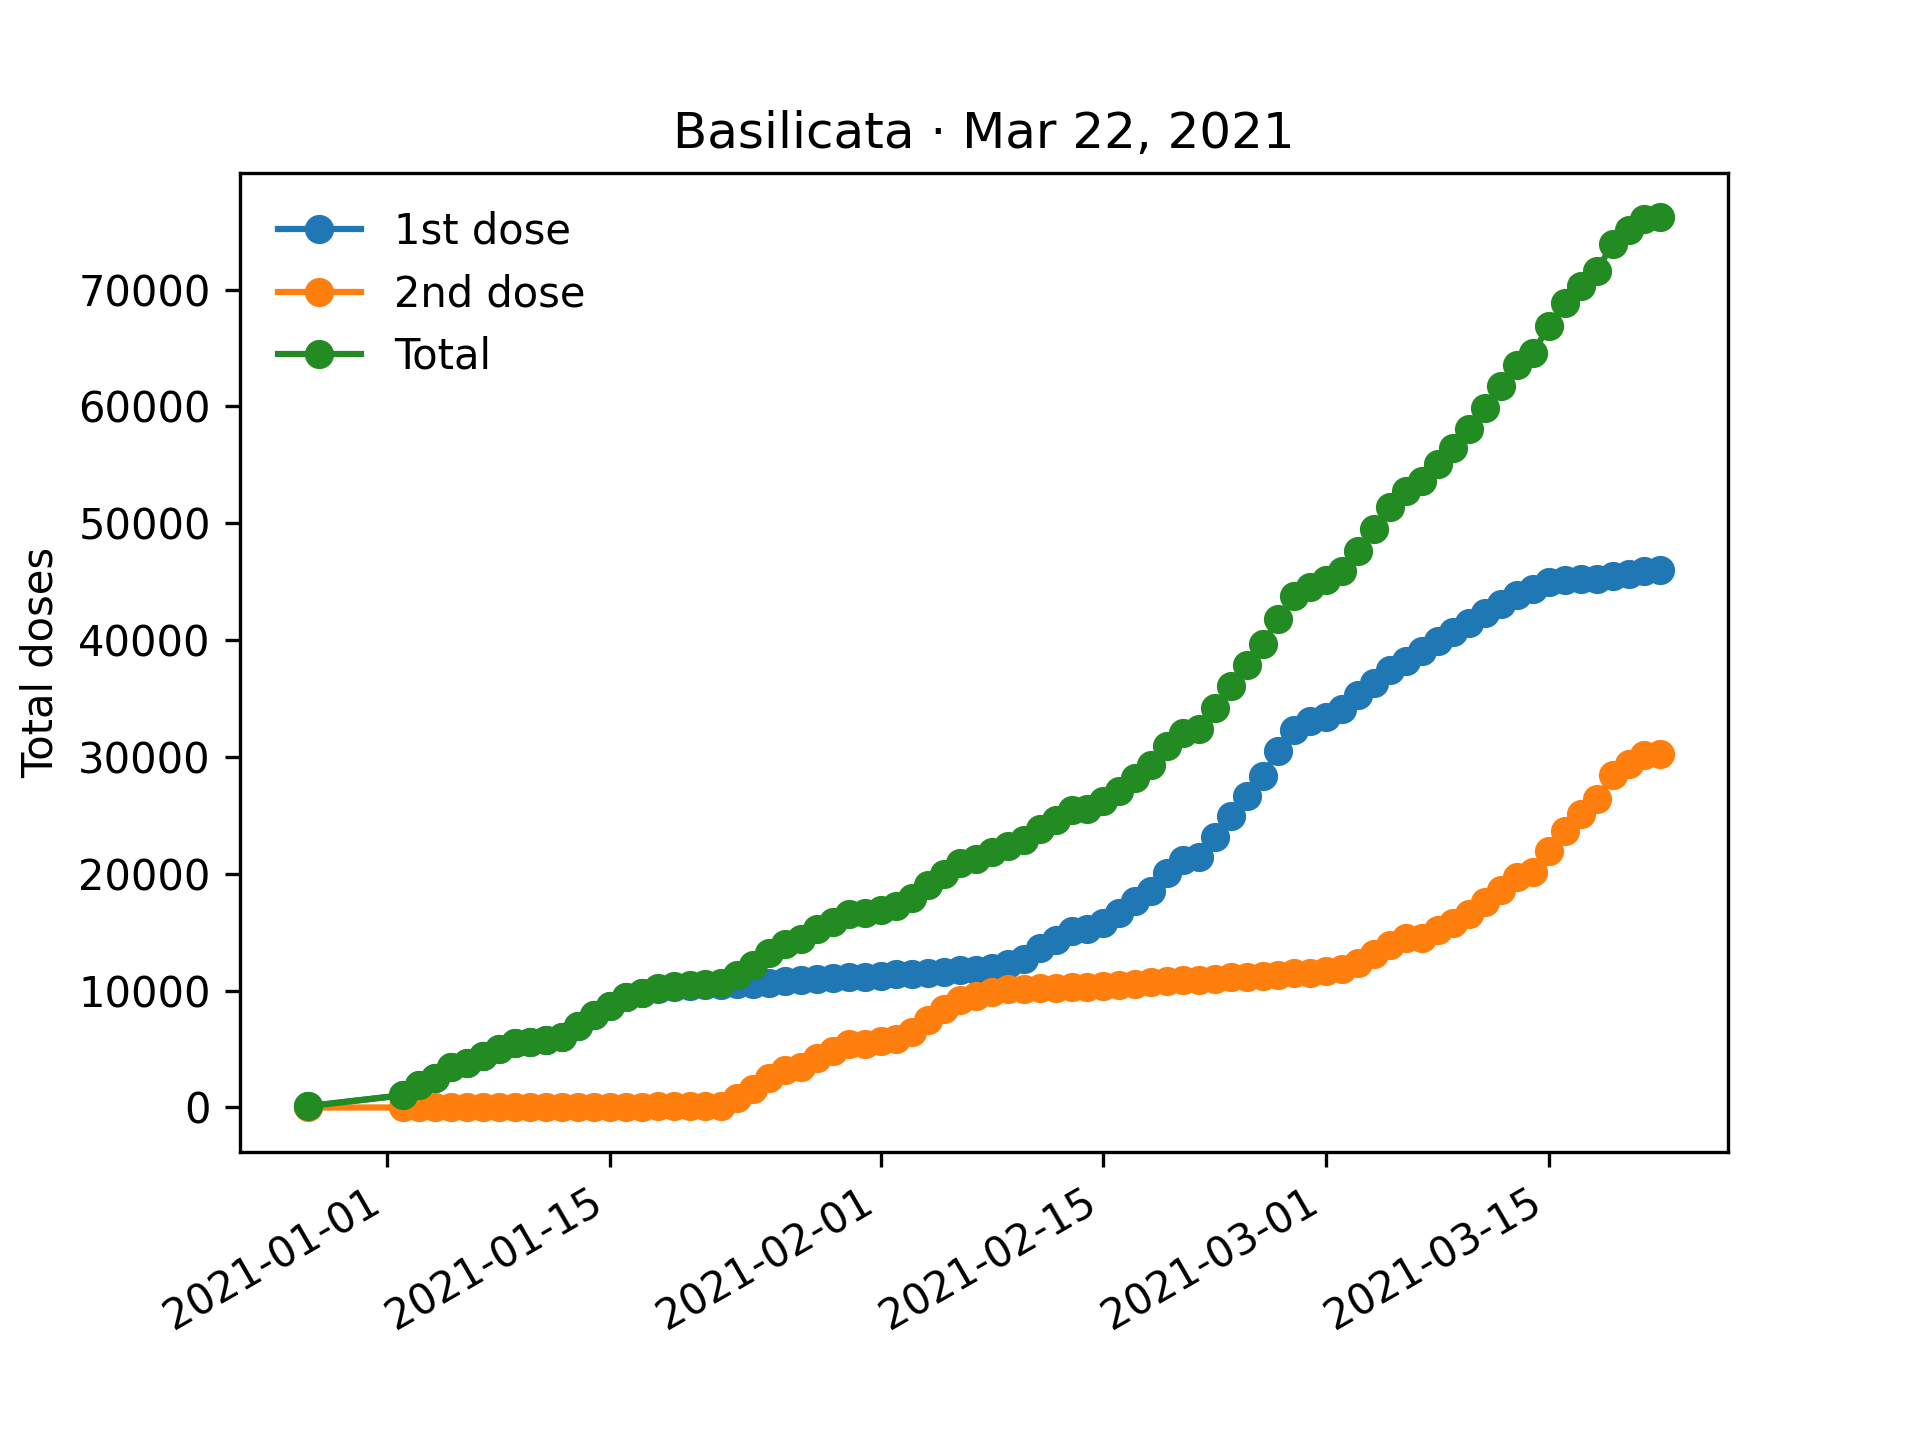 Basilicata · Mar 22, 2021
1st dose
2nd dose
Total
Total doses
70000
60000
50000
40000
30000
20000
10000
0
2021-01-01
2021-01-15
2021-02-01
2021-02-15
2021-03-01
2021-03-15